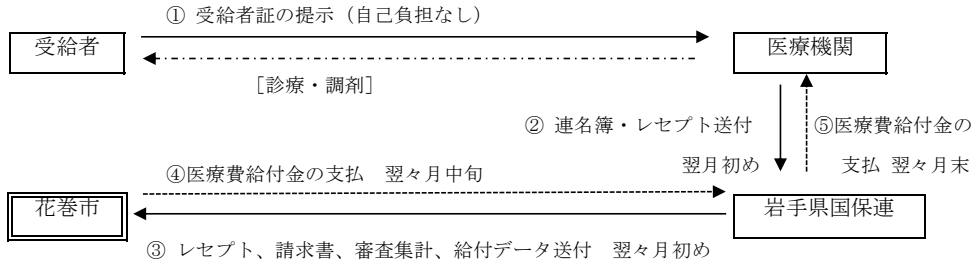 ① 受給者証の提示（自己負担なし）
受給者
医療機関
［診療・調剤］
② 連名簿・レセプト送付
翌月初め
⑤医療費給付金の
支払 翌々月末
④医療費給付金の支払　翌々月中旬
花巻市
岩手県国保連
③ レセプト、請求書、審査集計、給付データ送付　翌々月初め